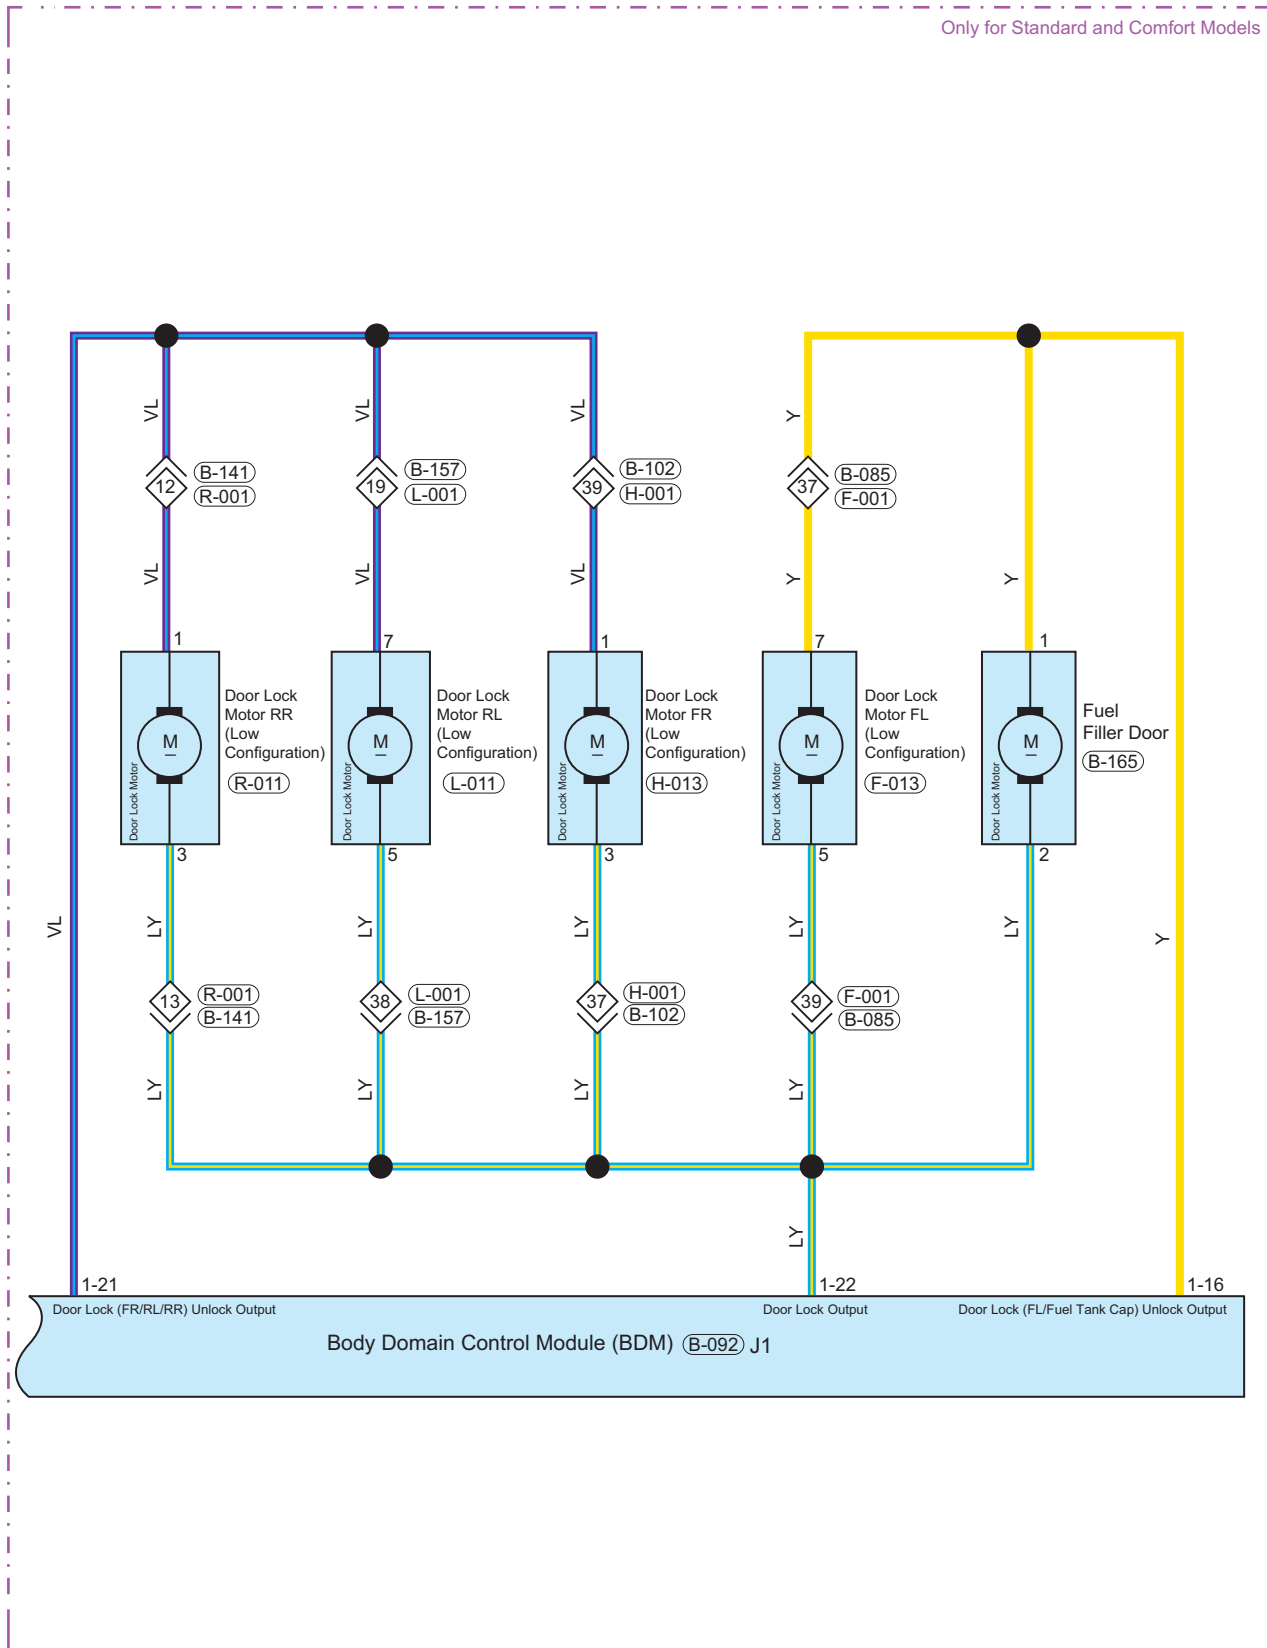 Only for Standard and Comfort Models
VL
VL
VL
Y
12
B-141
R-001
19
B-157
L-001
39
B-102
H-001
37
B-085
F-001
VL
VL
VL
Y
Y
1
7
1
7
1
Door Lock Motor
M
Door Lock
Motor RR
(Low
Configuration)
R-011
Door Lock Motor
M
Door Lock
Motor RL
(Low
Configuration)
L-011
Door Lock Motor
M
Door Lock
Motor FR
(Low
Configuration)
H-013
Door Lock Motor
M
Door Lock
Motor FL
(Low
Configuration)
F-013
Door Lock Motor
M
Fuel
Filler Door
B-165
3
5
3
5
2
VL
LY
LY
LY
LY
LY
Y
13
R-001
B-141
38
L-001
B-157
37
H-001
B-102
39
F-001
B-085
LY
LY
LY
LY
LY
1-21
1-22
1-16
Door Lock (FR/RL/RR) Unlock Output
Door Lock Output
Door Lock (FL/Fuel Tank Cap) Unlock Output
Body Domain Control Module (BDM) B-092 J1